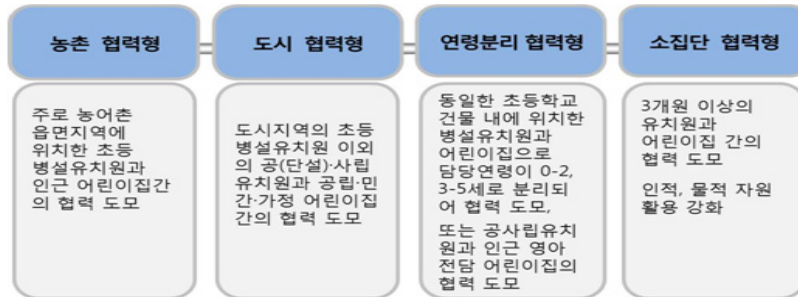 농촌 협력형
도시 협력형
연령분리 협력형
소집단 협력형
주로 농어촌
읍면지역에
위치한 초등
병설유치원과
인근 어린이집간
의 협력 도모
도시지역의 초등
병설유치원 이외
의 공(단설)·사립
유치원과 공립·민
간·가정 어린이집
간의 협력 도모
동일한 초등학교
건물 내에 위치한
병설유치원과
어린이집으로
담당연령이 0-2,
3-5세로 분리되
어 협력 도모,
또는 공사립유치
원과 인근 영아
전담 어린이집의
협력 도모
3개원 이상의
유치원과
어린이집 간의
협력 도모
인적, 물적 자원
활용 강화